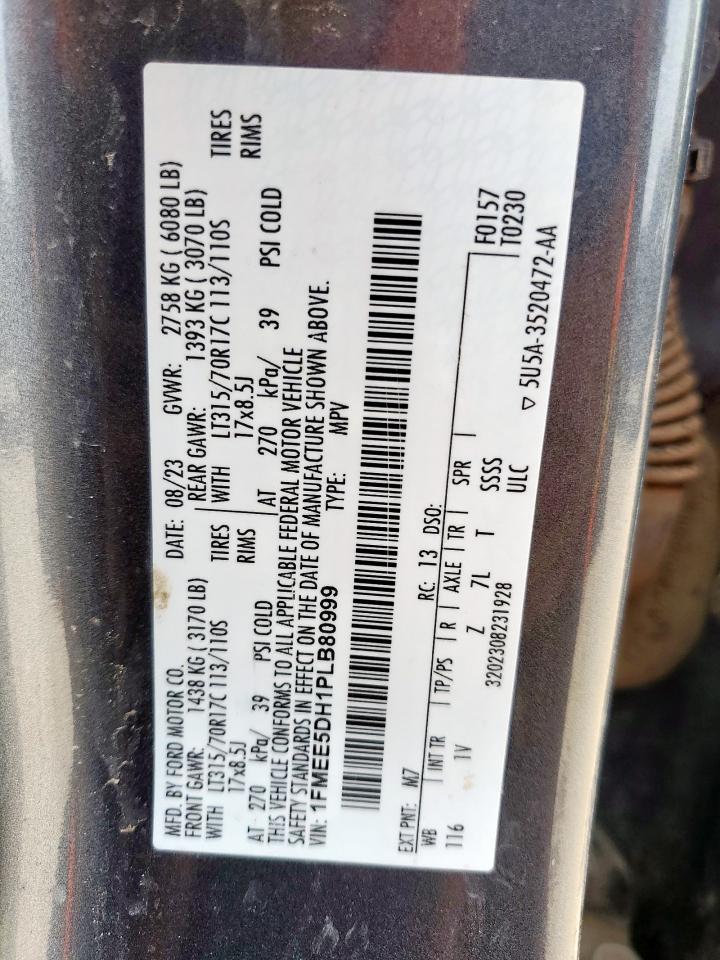 MFD. BY FORD MOTOR CO. DATE: 08/23 GVWR: 2758 KG ( 6080 LB)
FRONT GAWR: 1438 KG ( 3170 LB) REAR GAWR: 1393 KG ( 3070 LB)
WITH LT315/70R17C 113/110S TIRES WITH LT315/70R17C 113/110S TIRES
17x8.5J RIMS 17x8.5J RIMS
AT 270 kPa/ 39 PSI COLD AT 270 kPa/ 39 PSI COLD
THIS VEHICLE CONFORMS TO ALL APPLICABLE FEDERAL MOTOR VEHICLE
SAFETY STANDARDS IN EFFECT ON THE DATE OF MANUFACTURE SHOWN ABOVE.
VIN: 1FMEE5DH1PLB80999 TYPE: MPV
EXT PNT: M7 RC: 13 DSO:
WB INT TR TP/PS R AXLE TR SPR F0157
116 1V Z 7L T SSSS T0230
3202308231928 ULC
▽ 5U5A-3520472-AA